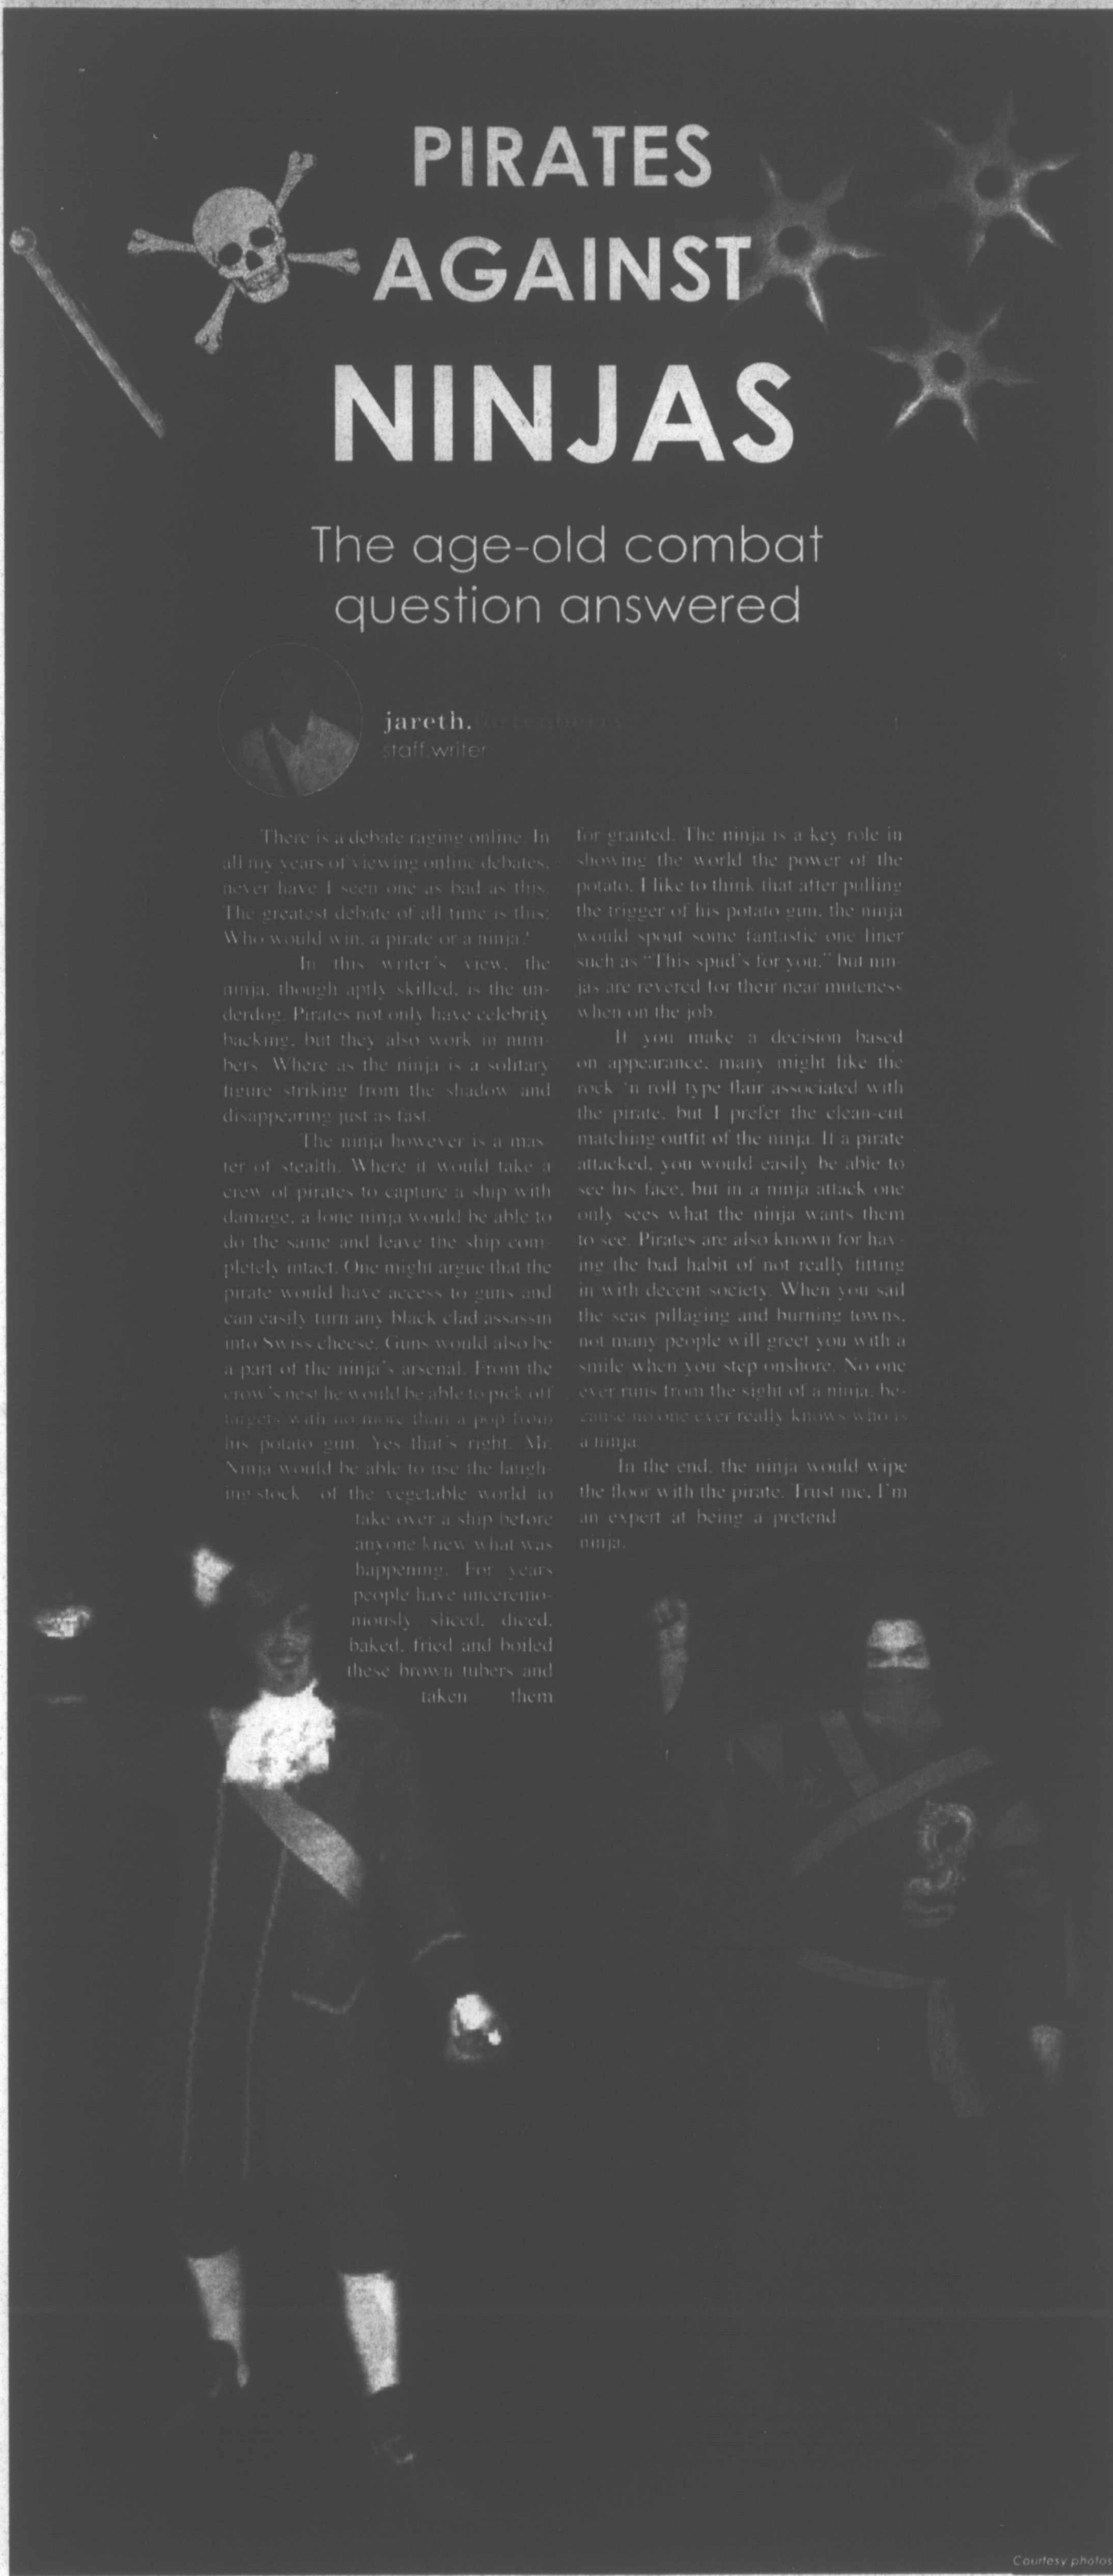 PIRATES
AGAINST
NINJAS
The age-old combat
question answered
jareth.
staff.writer
There is a debate raging online. In
all my years of viewing online debates,
never have I seen one as bad as this.
The greatest debate of all time is this:
Who would win, a pirate or a ninja?
In this writer's view, the
ninja, though aptly skilled, is the un-
derdog. Pirates not only have celebrity
backing, but they also work in num-
bers. Where as the ninja is a solitary
figure striking from the shadow and
disappearing just as fast.
The ninja however is a mas-
ter of stealth. Where it would take a
crew of pirates to capture a ship with
damage, a lone ninja would be able to
do the same and leave the ship com-
pletely intact. One might argue that the
pirate would have access to guns and
can easily turn any black clad assassin
into Swiss cheese. Guns would also be
a part of the ninja's arsenal. From the
crow's nest he would be able to pick off
targets with no more than a pop from
his potato gun. Yes that's right. Mr.
Ninja would be able to use the laugh-
ing stock of the vegetable world to
take over a ship before
anyone knew what was
happening. For years
people have unceremo-
niously sliced, diced,
baked, fried and boiled
these brown tubers and
taken them
for granted. The ninja is a key role in
showing the world the power of the
potato. I like to think that after pulling
the trigger of his potato gun, the ninja
would spout some fantastic one liner
such as "This spud's for you," but nin-
jas are revered for their near muteness
when on the job.
If you make a decision based
on appearance, many might like the
rock 'n roll type flair associated with
the pirate, but I prefer the clean-cut
matching outfit of the ninja. If a pirate
attacked, you would easily be able to
see his face, but in a ninja attack one
only sees what the ninja wants them
to see. Pirates are also known for hav-
ing the bad habit of not really fitting
in with decent society. When you sail
the seas pillaging and burning towns,
not many people will greet you with a
smile when you step onshore. No one
ever runs from the sight of a ninja, be-
cause no one ever really knows who is
a ninja.
In the end, the ninja would wipe
the floor with the pirate. Trust me, I'm
an expert at being a pretend
ninja.
Courtesy photos